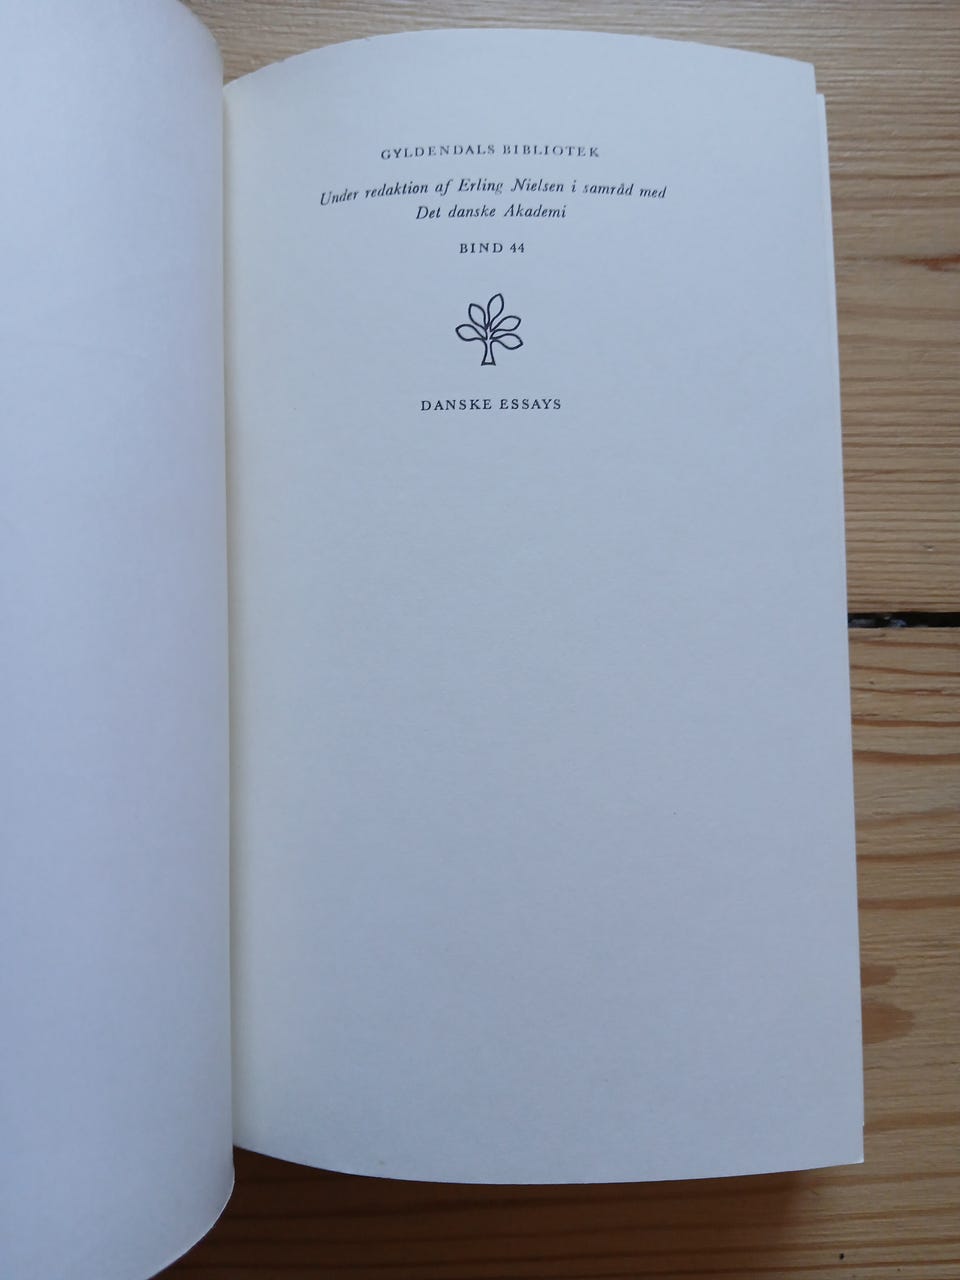 GYLDENDALS BIBLIOTEK
Under redaktion af Erling Nielsen i samråd med
Det danske Akademi
BIND 44
DANSKE ESSAYS